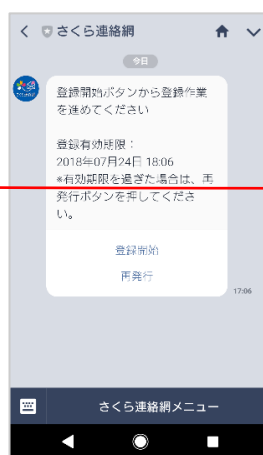 さくら連絡網
今日
登録開始ボタンから登録作業
を進めてください
登録有効期限：
2018年07月24日 18:06
*有効期限を過ぎた場合は、再
発行ボタンを押してくださ
い。
登録開始
再発行
17:06
さくら連絡網メニュー